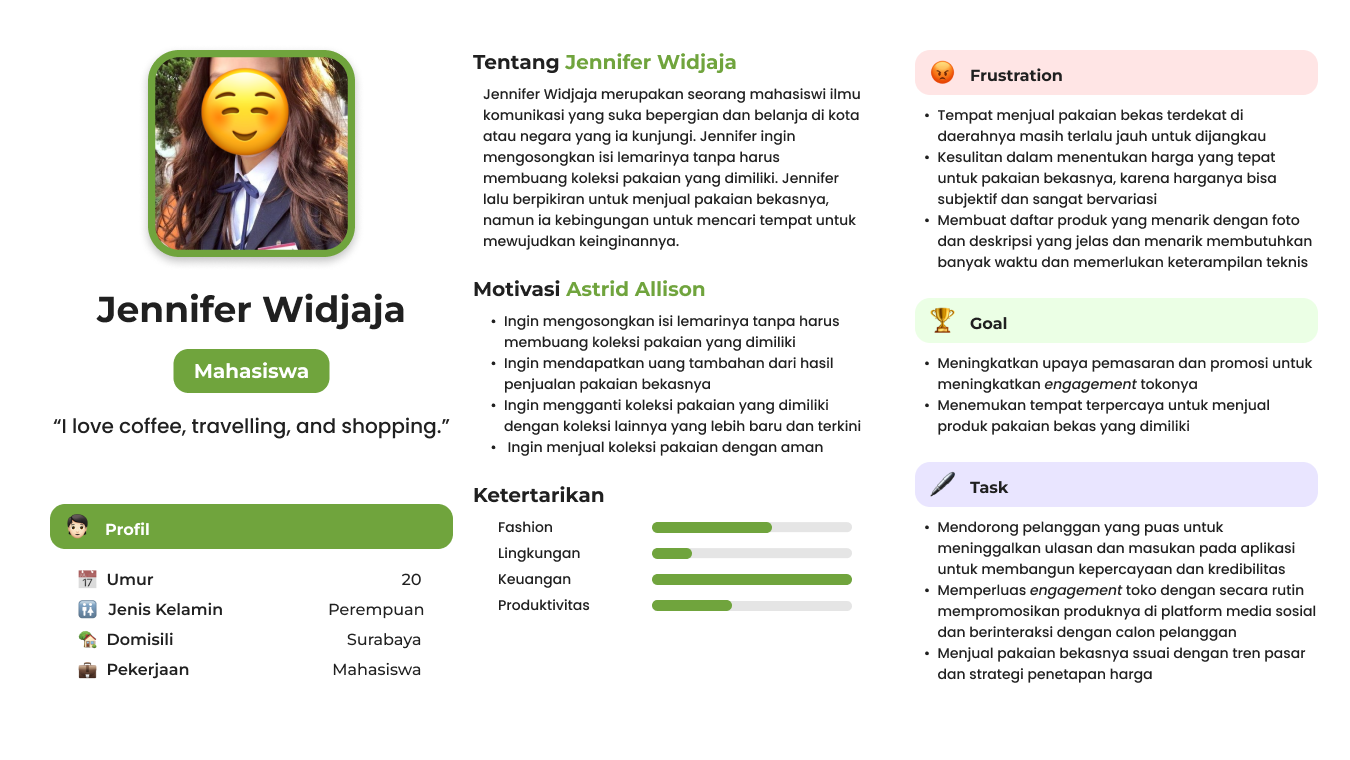 Jennifer Widjaja
Mahasiswa
“I love coffee, travelling, and shopping.”
Profil
Umur 20
Jenis Kelamin Perempuan
Domisili Surabaya
Pekerjaan Mahasiswa
Tentang Jennifer Widjaja
Jennifer Widjaja merupakan seorang mahasiswi ilmu
komunikasi yang suka bepergian dan belanja di kota
atau negara yang ia kunjungi. Jennifer ingin
mengosongkan isi lemarinya tanpa harus
membuang koleksi pakaian yang dimiliki. Jennifer
lalu berpikiran untuk menjual pakaian bekasnya,
namun ia kebingungan untuk mencari tempat untuk
mewujudkan keinginannya.
Motivasi Astrid Allison
• Ingin mengosongkan isi lemarinya tanpa harus
membuang koleksi pakaian yang dimiliki
• Ingin mendapatkan uang tambahan dari hasil
penjualan pakaian bekasnya
• Ingin mengganti koleksi pakaian yang dimiliki
dengan koleksi lainnya yang lebih baru dan terkini
• Ingin menjual koleksi pakaian dengan aman
Ketertarikan
Fashion
Lingkungan
Keuangan
Produktivitas
Frustration
• Tempat menjual pakaian bekas terdekat di
daerahnya masih terlalu jauh untuk dijangkau
• Kesulitan dalam menentukan harga yang tepat
untuk pakaian bekasnya, karena harganya bisa
subjektif dan sangat bervariasi
• Membuat daftar produk yang menarik dengan foto
dan deskripsi yang jelas dan menarik membutuhkan
banyak waktu dan memerlukan keterampilan teknis
Goal
• Meningkatkan upaya pemasaran dan promosi untuk
meningkatkan engagement tokonya
• Menemukan tempat terpercaya untuk menjual
produk pakaian bekas yang dimiliki
Task
• Mendorong pelanggan yang puas untuk
meninggalkan ulasan dan masukan pada aplikasi
untuk membangun kepercayaan dan kredibilitas
• Memperluas engagement toko dengan secara rutin
mempromosikan produknya di platform media sosial
dan berinteraksi dengan calon pelanggan
• Menjual pakaian bekasnya ssuai dengan tren pasar
dan strategi penetapan harga